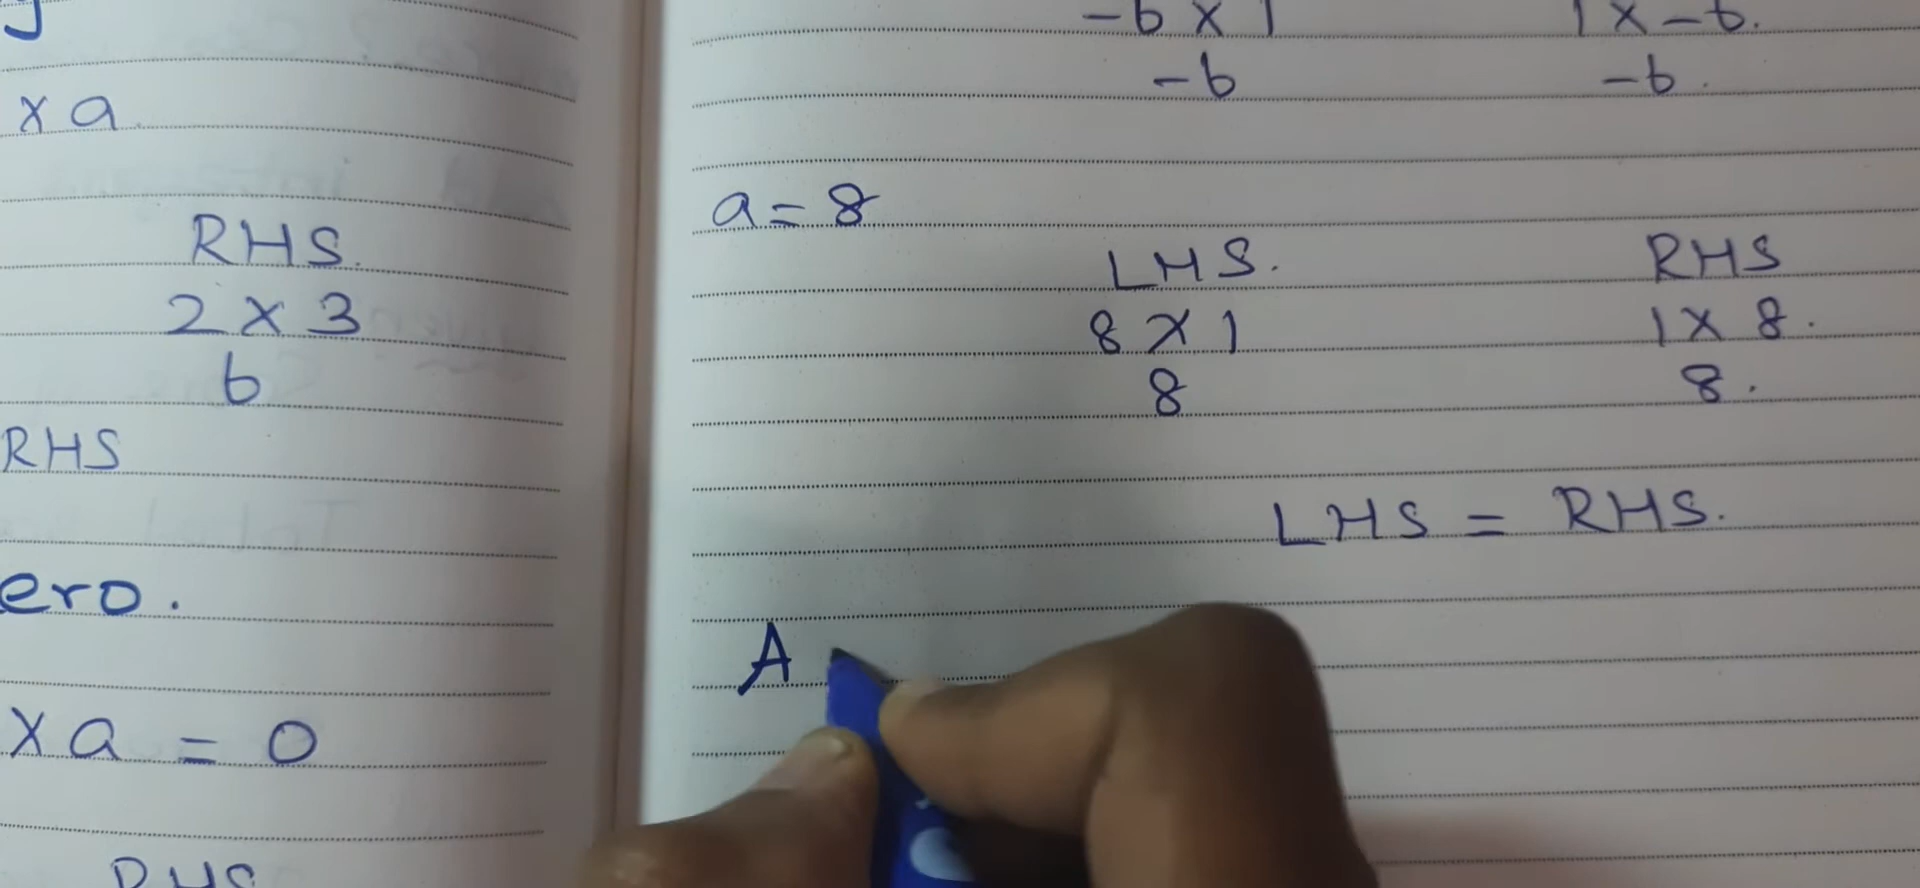 x a
RHS.
2 x 3
6
RHS
ero.
x a = 0
RHS
-6 x 1 1 x -6.
-6 -6.
a = 8
LHS. RHS
8 x 1 1 x 8.
8 8.
LHS = RHS.
A